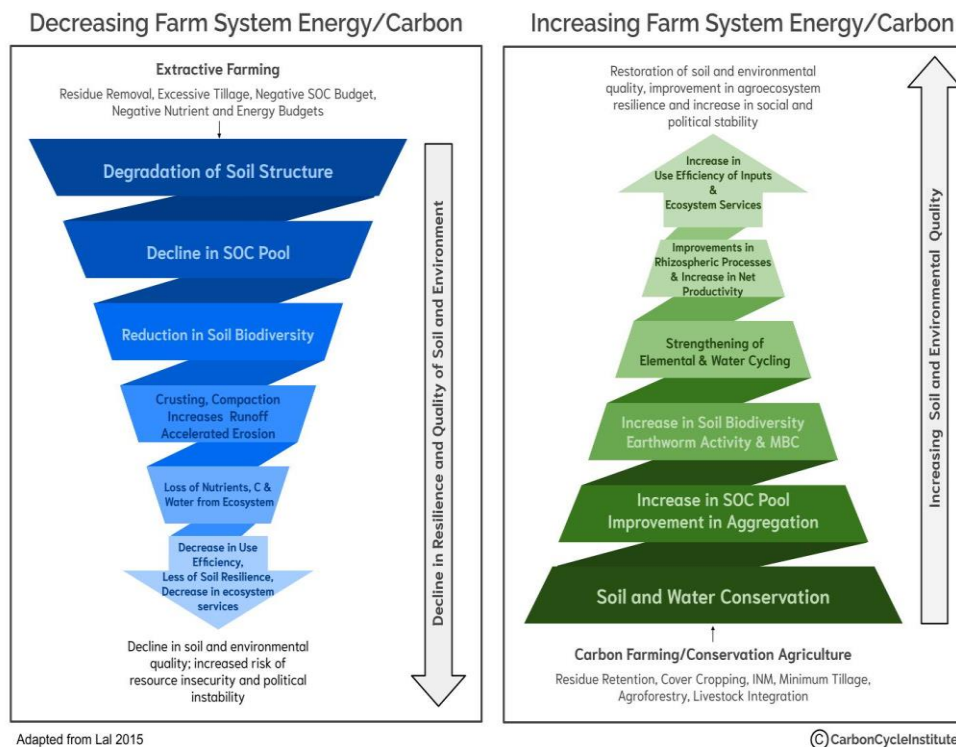 Decreasing Farm System Energy/Carbon
Extractive Farming
Residue Removal, Excessive Tillage, Negative SOC Budget,
Negative Nutrient and Energy Budgets
Degradation of Soil Structure
Decline in SOC Pool
Reduction in Soil Biodiversity
Crusting, Compaction
Increases Runoff
Accelerated Erosion
Loss of Nutrients, C &
Water from Ecosystem
Decrease in Use
Efficiency,
Less of Soil Resilience,
Decrease in ecosystem
services
Decline in soil and environmental
quality; increased risk of
resource insecurity and political
instability
Decline in Resilience and Quality of Soil and Environment
Adapted from Lal 2015
Increasing Farm System Energy/Carbon
Restoration of soil and environmental
quality, improvement in agroecosystem
resilience and increase in social and
political stability
Increase in
Use Efficiency of Inputs
&
Ecosystem Services
Improvements in
Rhizospheric Processes
& Increase in Net
Productivity
Strengthening of
Elemental & Water Cycling
Increase in Soil Biodiversity
Earthworm Activity & MBC
Increase in SOC Pool
Improvement in Aggregation
Soil and Water Conservation
Carbon Farming/Conservation Agriculture
Residue Retention, Cover Cropping, INM, Minimum Tillage,
Agroforestry, Livestock Integration
Increasing Soil and Environmental Quality
©CarbonCycleInstitute